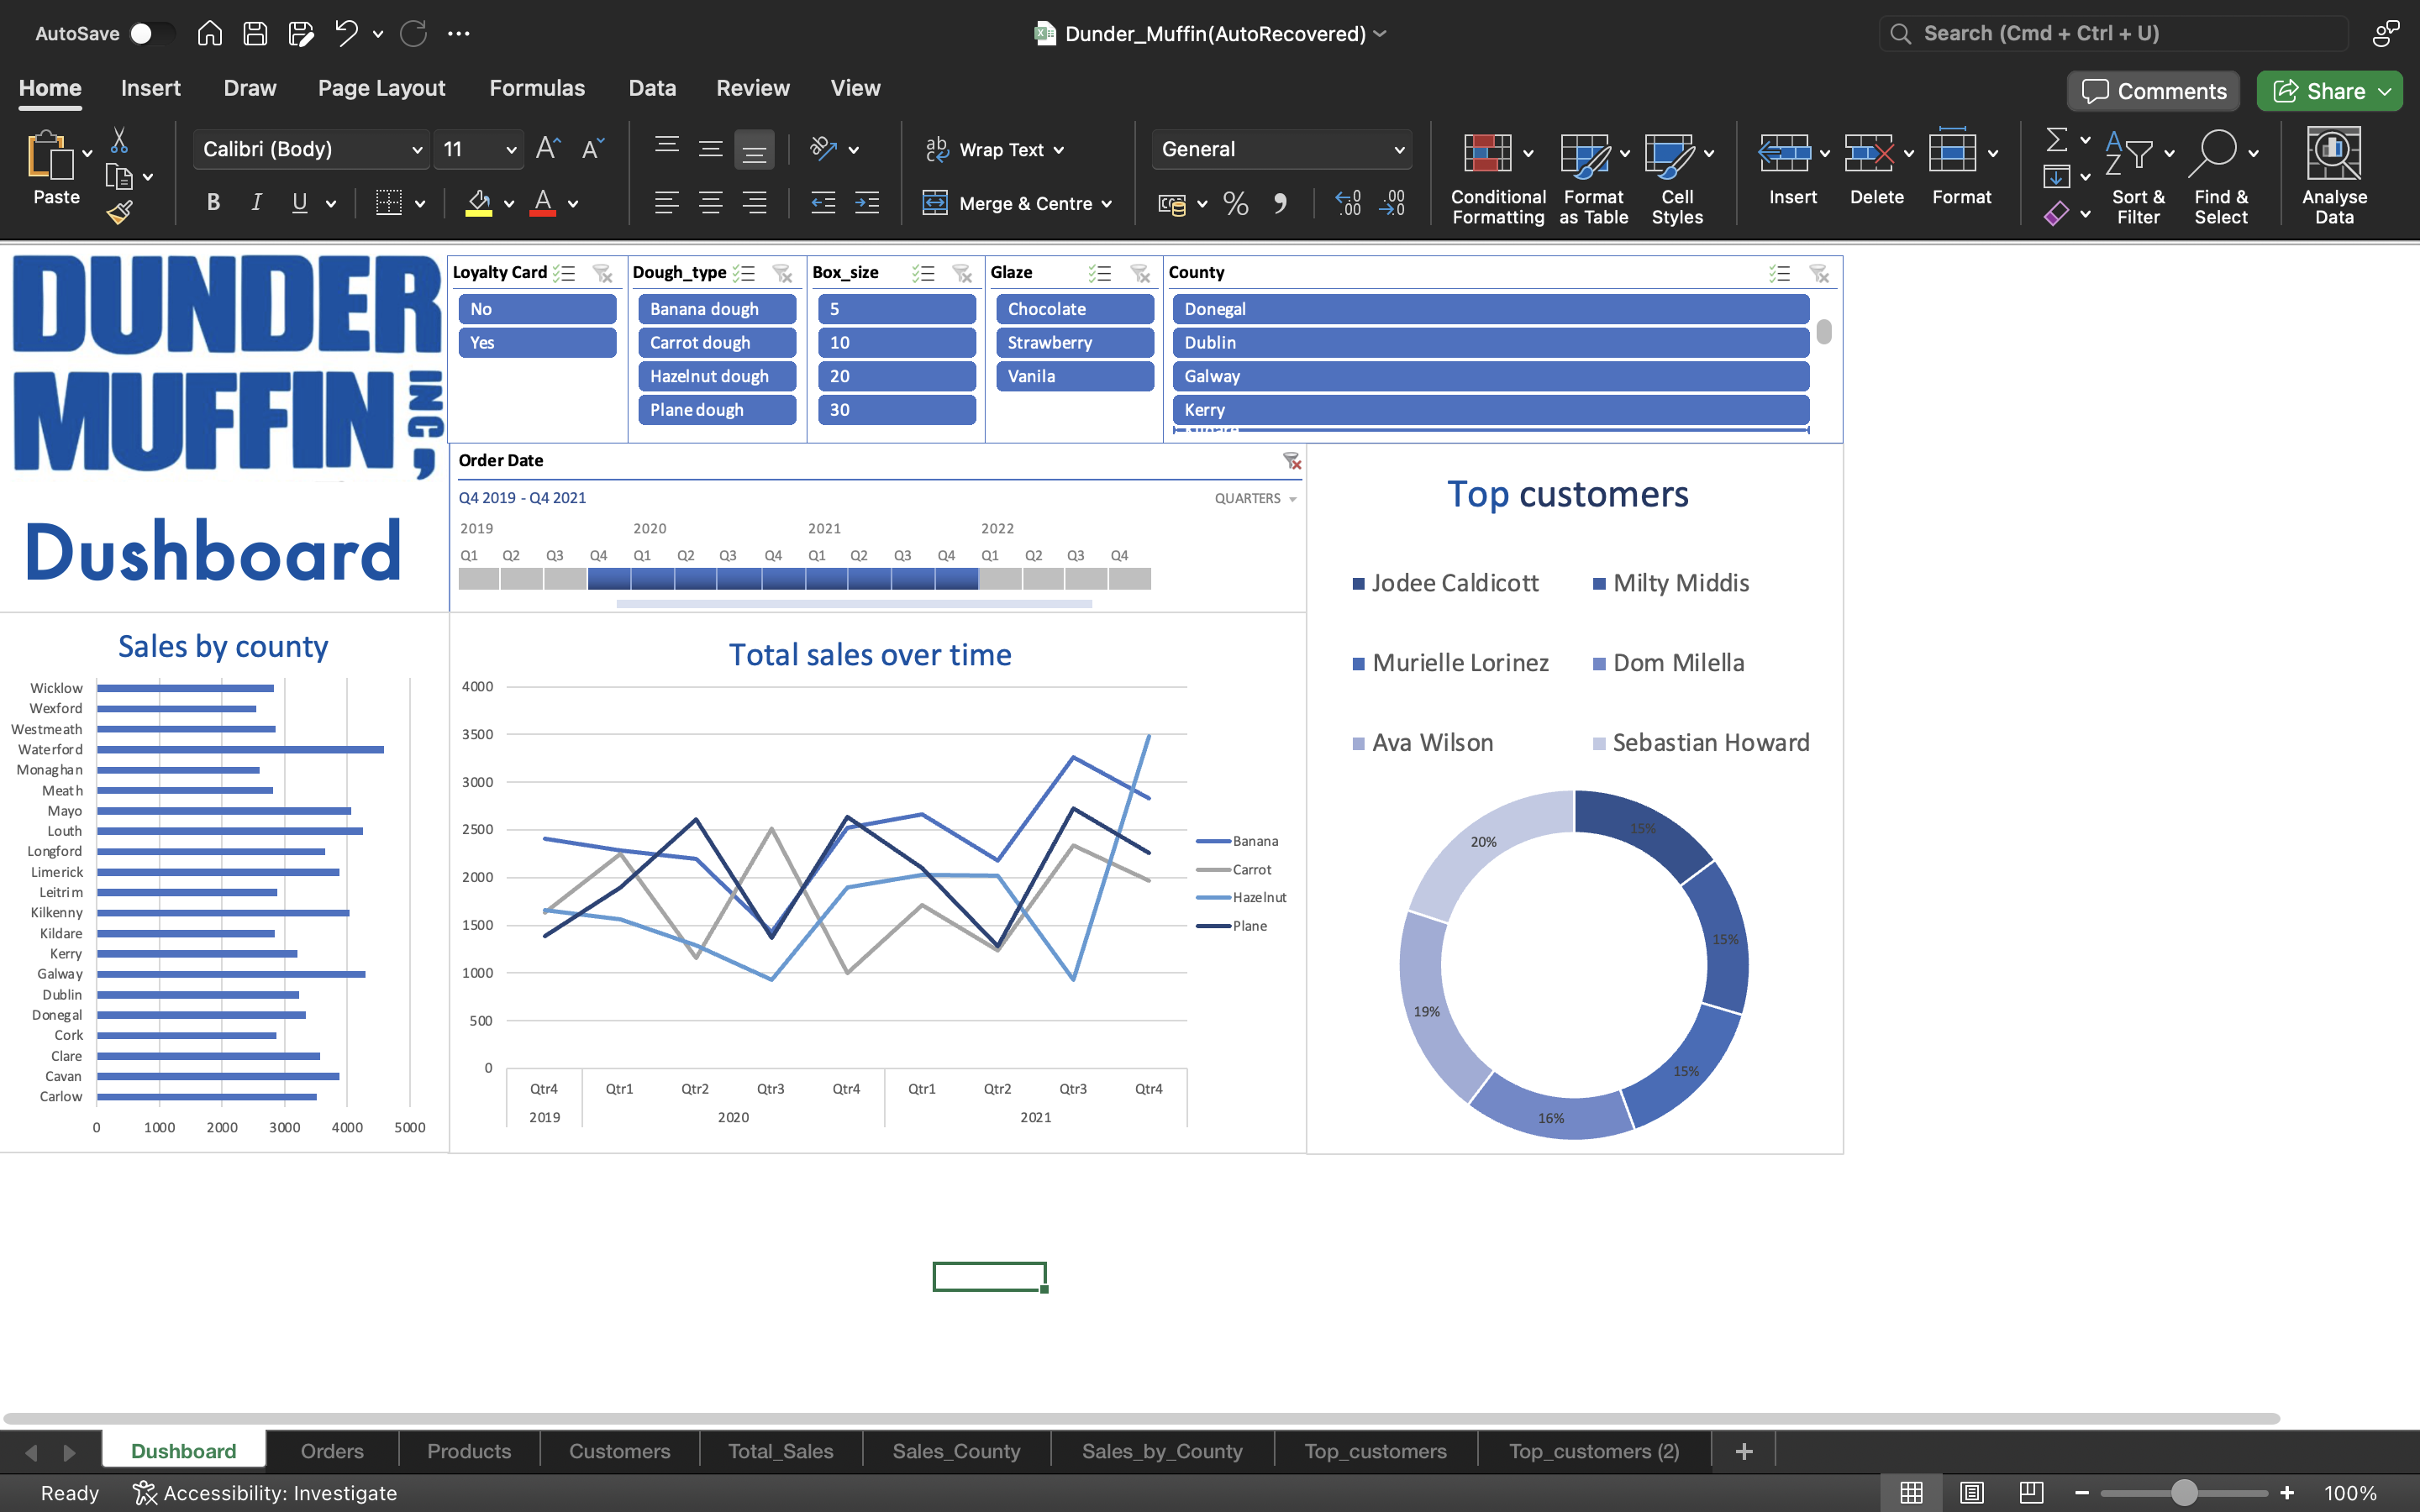 AutoSave
Dunder_Muffin(AutoRecovered)
Search (Cmd + Ctrl + U)
Home Insert Draw Page Layout Formulas Data Review View
Comments Share
Paste
Calibri (Body) 11
B I U
Wrap Text
Merge & Centre
General
Conditional Formatting
Format as Table
Cell Styles
Insert Delete Format
Sort & Filter
Find & Select
Analyse Data
DUNDER
MUFFIN INC,
Dushboard
Loyalty Card
No
Yes
Dough_type
Banana dough
Carrot dough
Hazelnut dough
Plane dough
Box_size
5
10
20
30
Glaze
Chocolate
Strawberry
Vanila
County
Donegal
Dublin
Galway
Kerry
Order Date
Q4 2019 - Q4 2021 QUARTERS
2019 2020 2021 2022
Q1 Q2 Q3 Q4 Q1 Q2 Q3 Q4 Q1 Q2 Q3 Q4 Q1 Q2 Q3 Q4
Sales by county
Wicklow
Wexford
Westmeath
Waterford
Monaghan
Meath
Mayo
Louth
Longford
Limerick
Leitrim
Kilkenny
Kildare
Kerry
Galway
Dublin
Donegal
Cork
Clare
Cavan
Carlow
0 1000 2000 3000 4000 5000
Total sales over time
4000
3500
3000
2500
2000
1500
1000
500
0
Qtr4 Qtr1 Qtr2 Qtr3 Qtr4 Qtr1 Qtr2 Qtr3 Qtr4
2019 2020 2021
Banana
Carrot
Hazelnut
Plane
Top customers
Jodee Caldicott Milty Middis
Murielle Lorinez Dom Milella
Ava Wilson Sebastian Howard
15%
15%
15%
16%
19%
20%
Dushboard Orders Products Customers Total_Sales Sales_County Sales_by_County Top_customers Top_customers (2)
Ready Accessibility: Investigate 100%